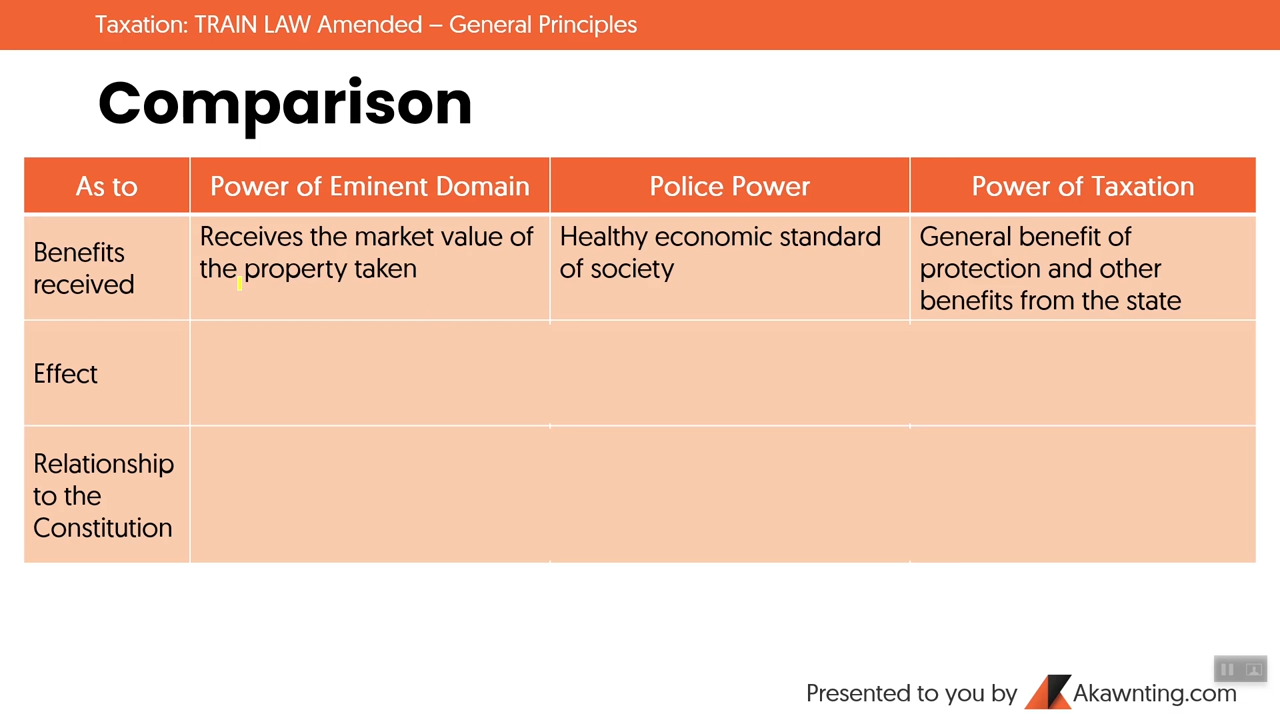 Taxation: TRAIN LAW Amended – General Principles
Comparison
As to
Power of Eminent Domain
Police Power
Power of Taxation
Benefits
received
Receives the market value of
the property taken
Healthy economic standard
of society
General benefit of
protection and other
benefits from the state
Effect
Relationship
to the
Constitution
Presented to you by Akawnting.com